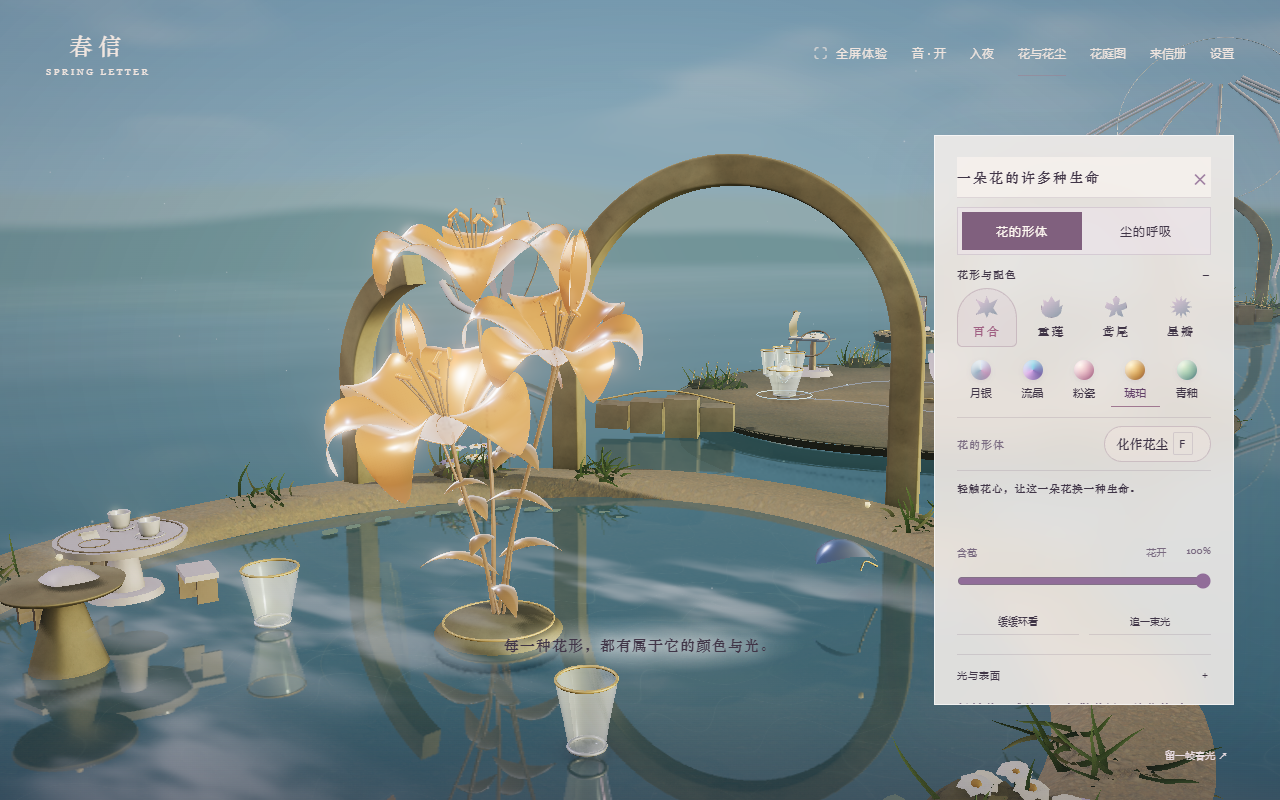 春信
SPRING LETTER
全屏体验 音·开 入夜 花与花尘 花庭图 来信册 设置
一朵花的许多种生命 ×
花的形体 尘的呼吸
花形与配色 −
百合 重莲 鸢尾 星瓣
月银 流晶 粉瓷 琥珀 青釉
花的形体 化作花尘 F
轻触花心，让这一朵花换一种生命。
含苞 花开 100%
缓缓环看 追一束光
光与表面 +
每一种花形，都有属于它的颜色与光。
留一帧春光 ↗